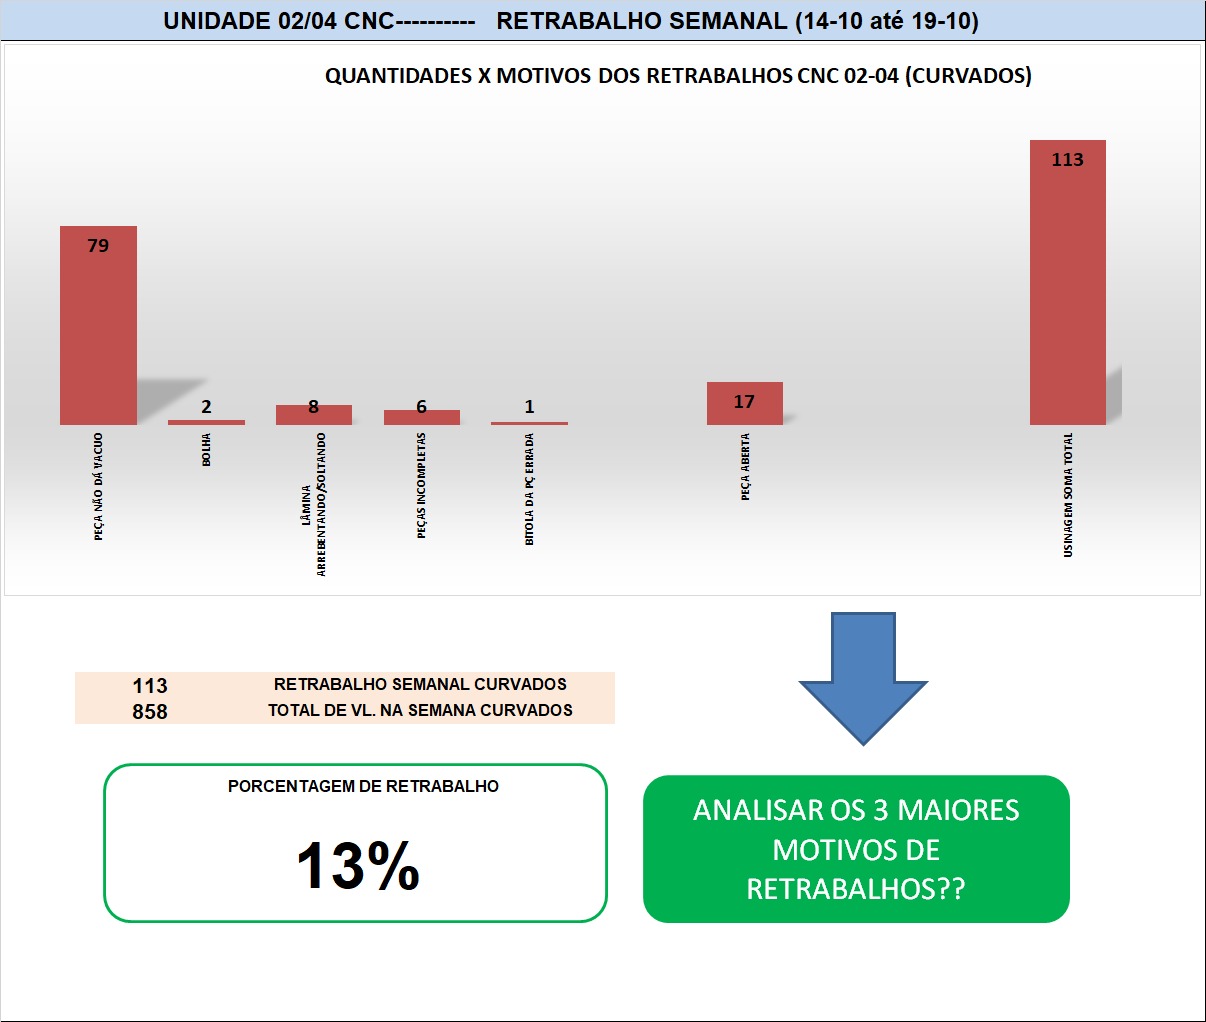 UNIDADE 02/04 CNC---------- RETRABALHO SEMANAL (14-10 até 19-10)
QUANTIDADES X MOTIVOS DOS RETRABALHOS CNC 02-04 (CURVADOS)
79
2
8
6
1
17
113
PEÇA NÃO DÁ VACUO
BOLHA
LÂMINA
ARREBENTANDO/SOLTANDO
PEÇAS INCOMPLETAS
BITOLA DA PÇ ERRADA
PEÇA ABERTA
USINAGEM SOMA TOTAL
113 RETRABALHO SEMANAL CURVADOS
858 TOTAL DE VL. NA SEMANA CURVADOS
PORCENTAGEM DE RETRABALHO
13%
ANALISAR OS 3 MAIORES
MOTIVOS DE
RETRABALHOS??